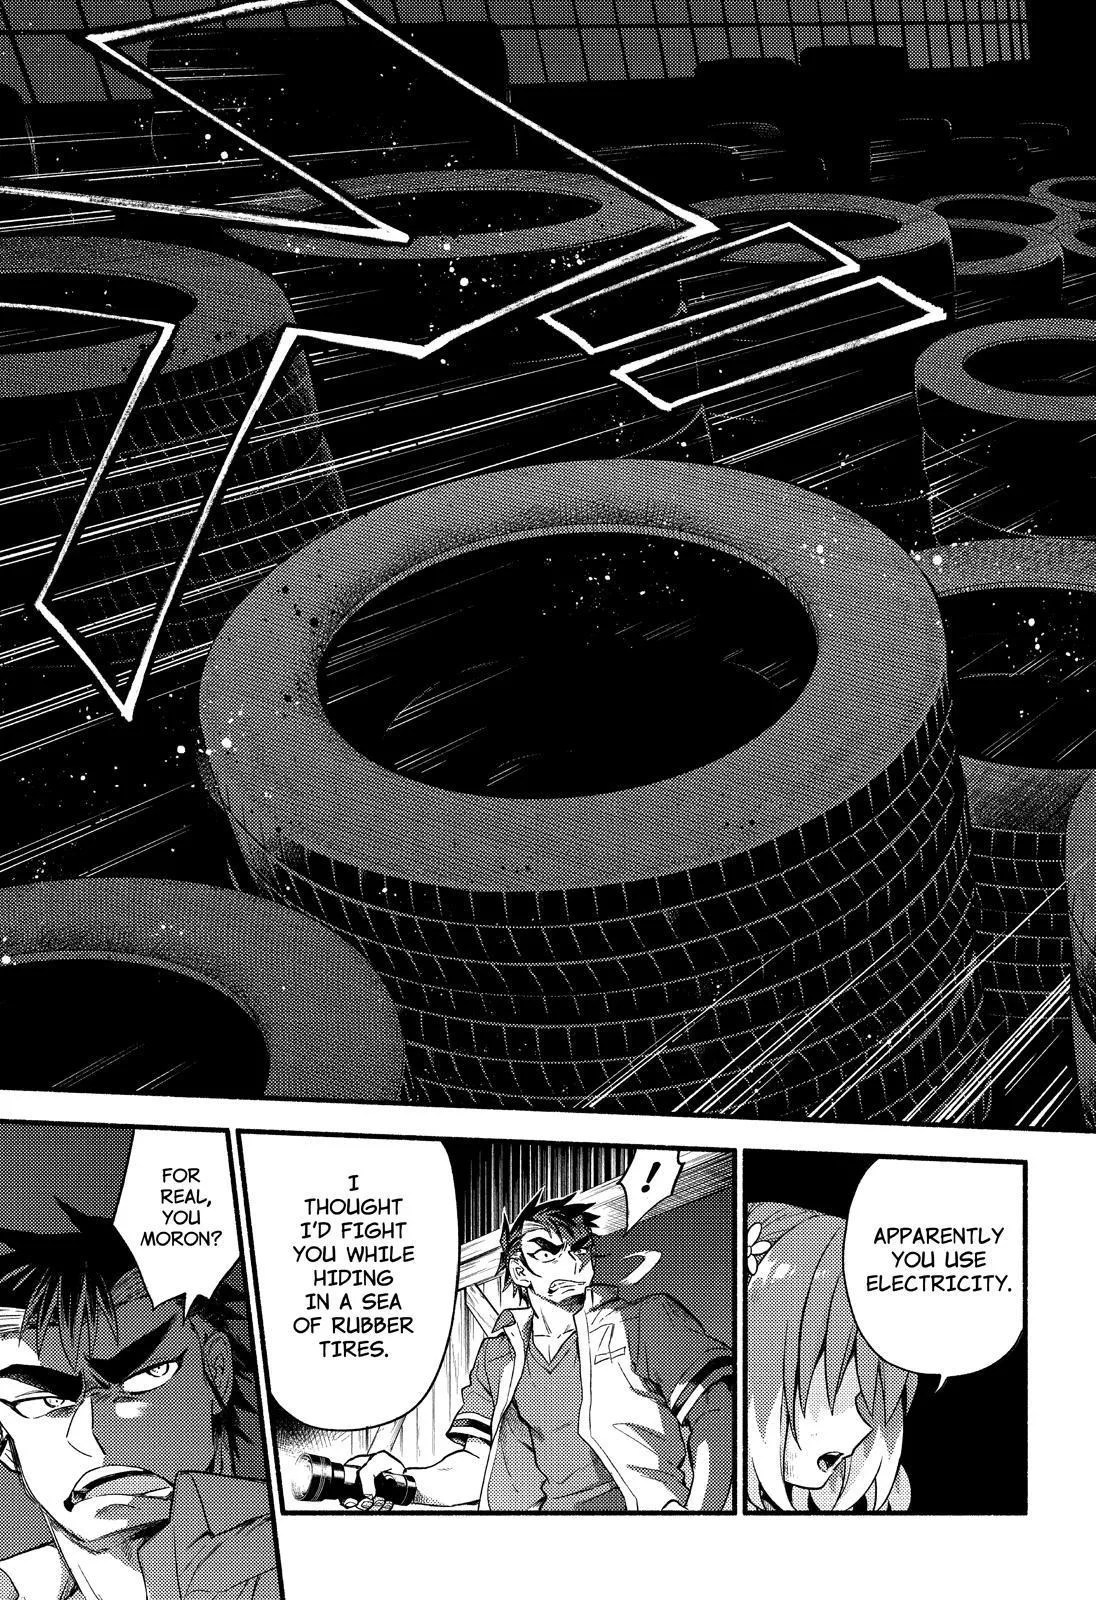 APPARENTLY
YOU USE
ELECTRICITY.
!
I
THOUGHT
I'D FIGHT
YOU WHILE
HIDING
IN A SEA
OF RUBBER
TIRES.
FOR
REAL,
YOU
MORON?